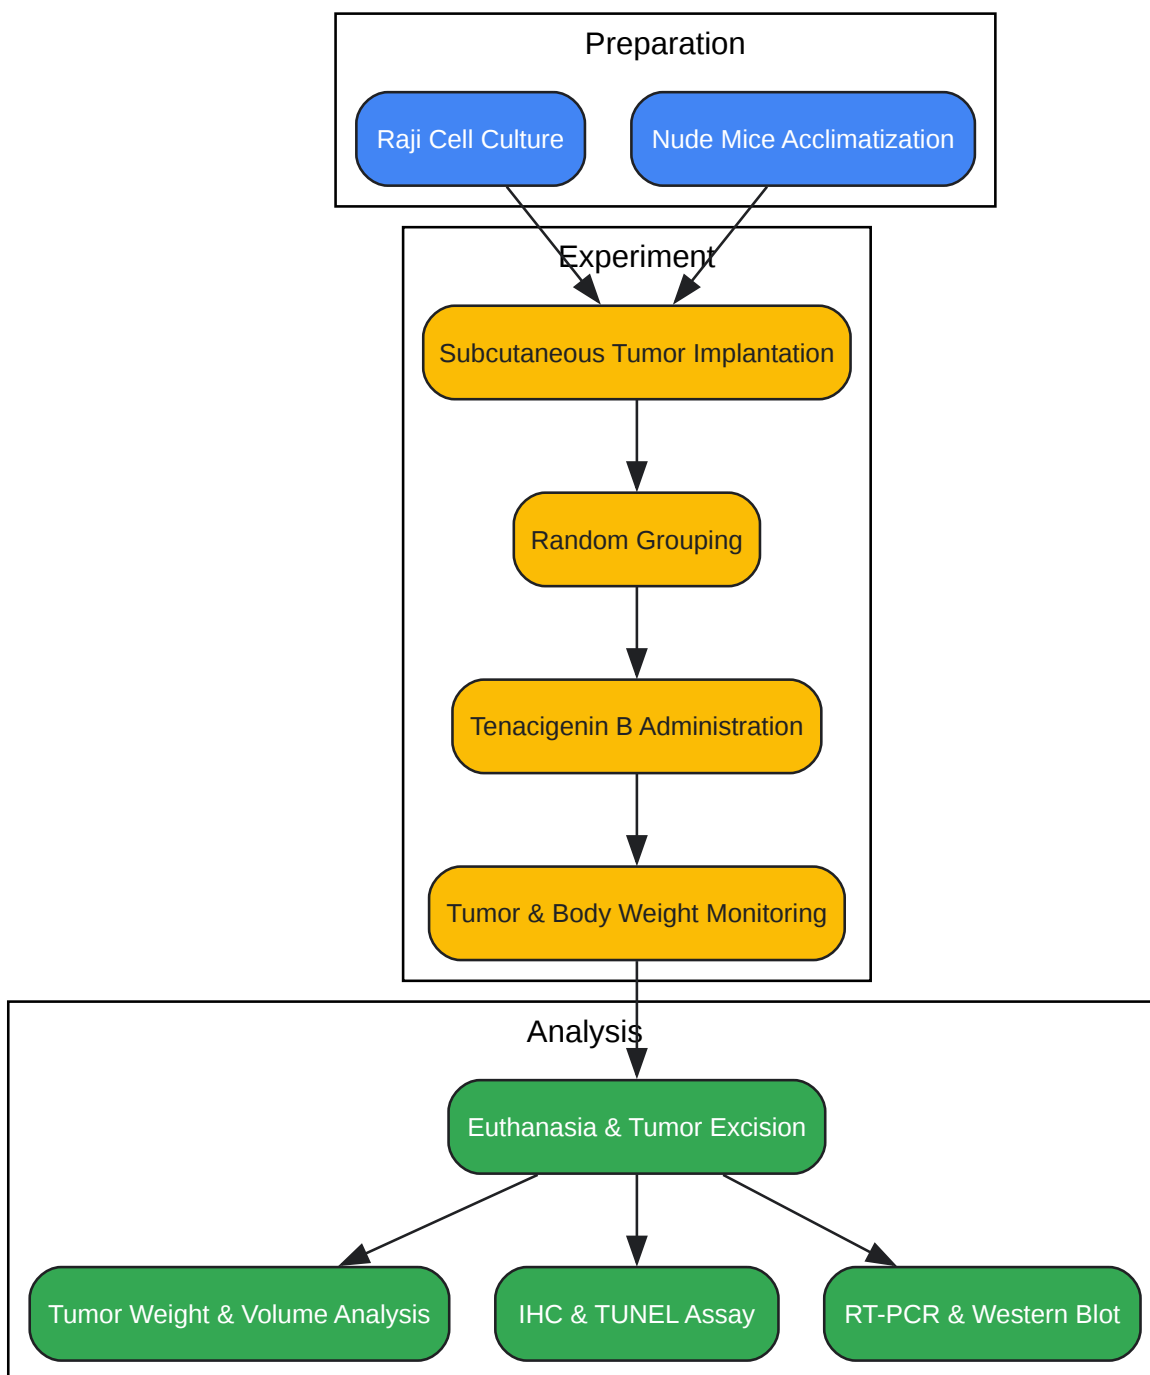 Preparation
Raji Cell Culture
Nude Mice Acclimatization
Experiment
Subcutaneous Tumor Implantation
Random Grouping
Tenacigenin B Administration
Tumor & Body Weight Monitoring
Analysis
Euthanasia & Tumor Excision
Tumor Weight & Volume Analysis
IHC & TUNEL Assay
RT-PCR & Western Blot